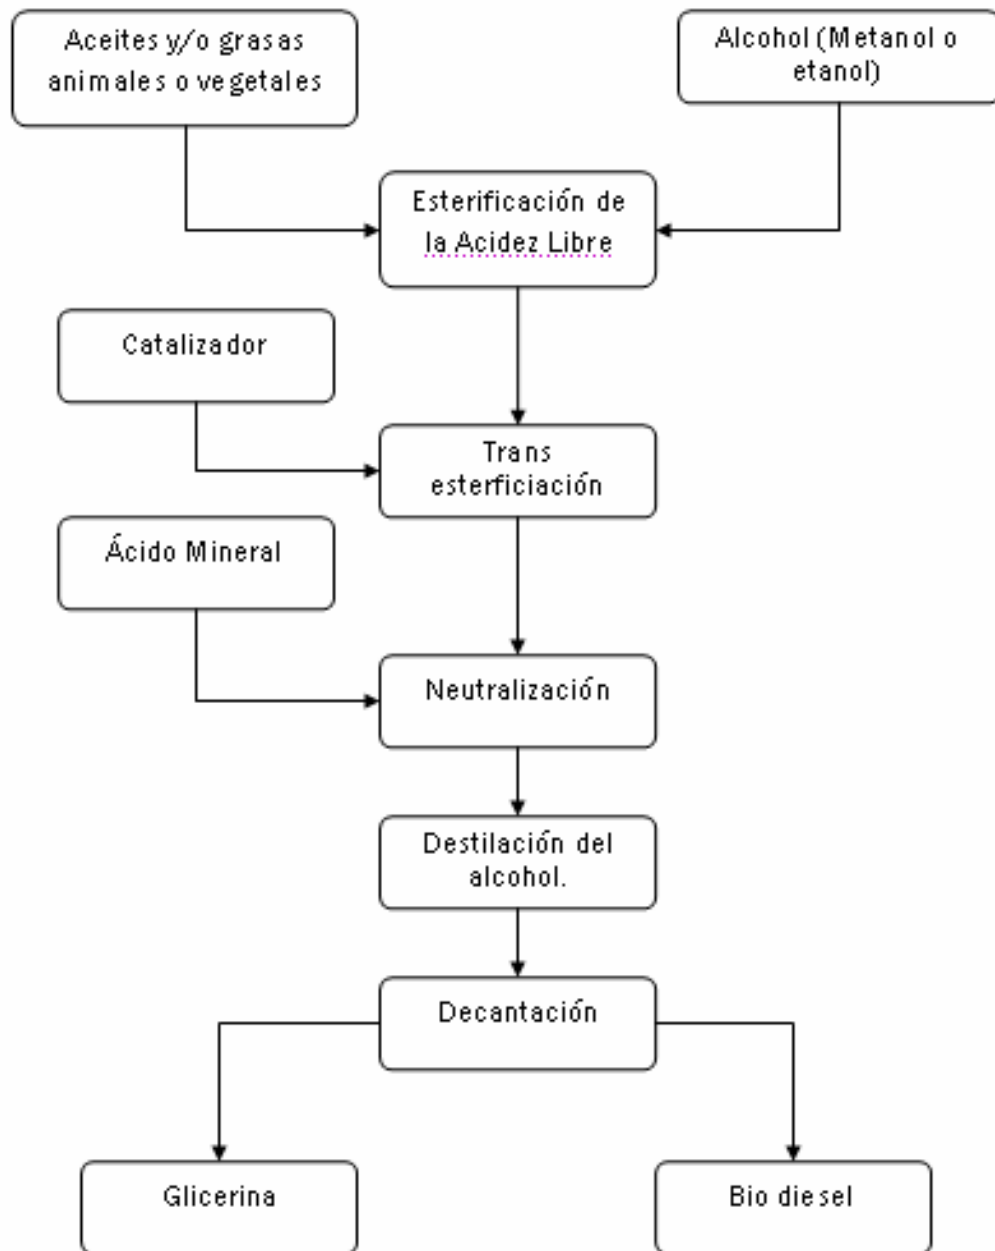 Aceites y/o grasas
animales o vegetales
Alcohol (Metanol o
etanol)
Esterificación de
la Acidez Libre
Catalizador
Trans
esterficiación
Ácido Mineral
Neutralización
Destilación del
alcohol.
Decantación
Glicerina
Bio diesel